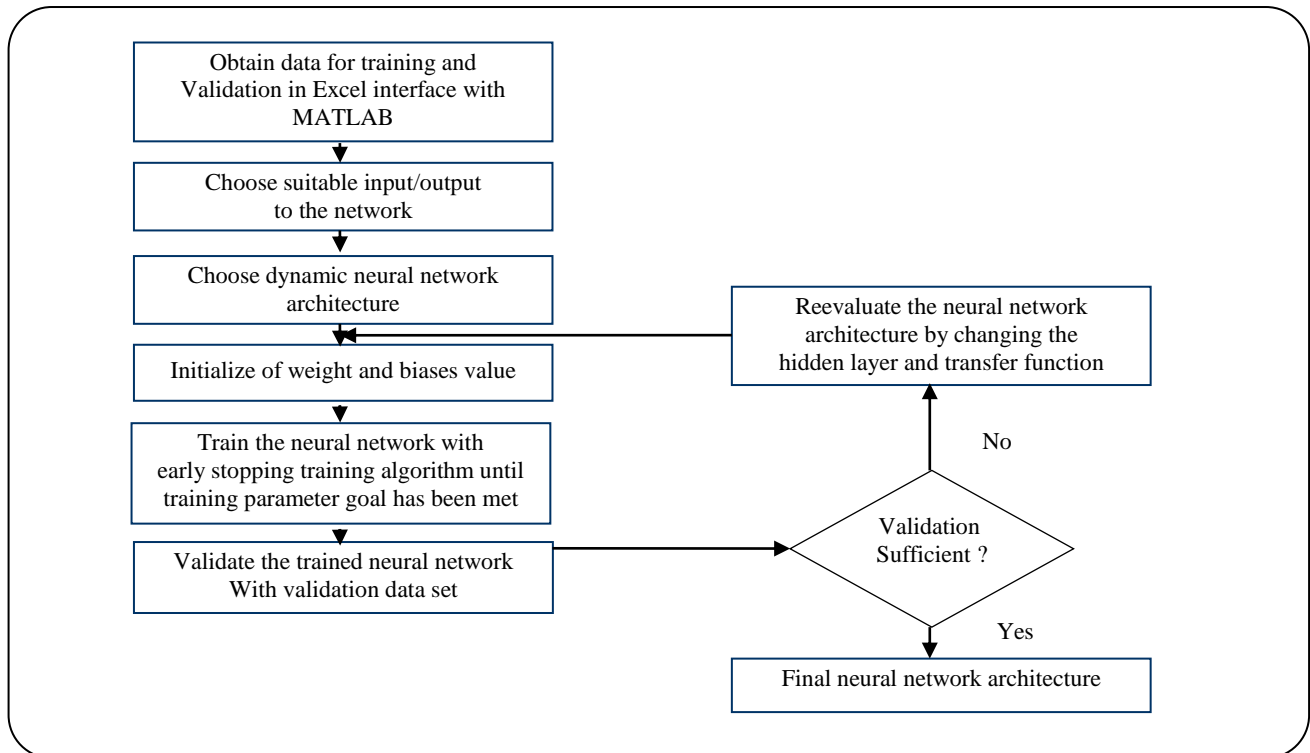 Obtain data for training and
Validation in Excel interface with
MATLAB
Choose suitable input/output
to the network
Choose dynamic neural network
architecture
Initialize of weight and biases value
Train the neural network with
early stopping training algorithm until
training parameter goal has been met
Validate the trained neural network
With validation data set
Reevaluate the neural network
architecture by changing the
hidden layer and transfer function
No
Validation
Sufficient ?
Yes
Final neural network architecture